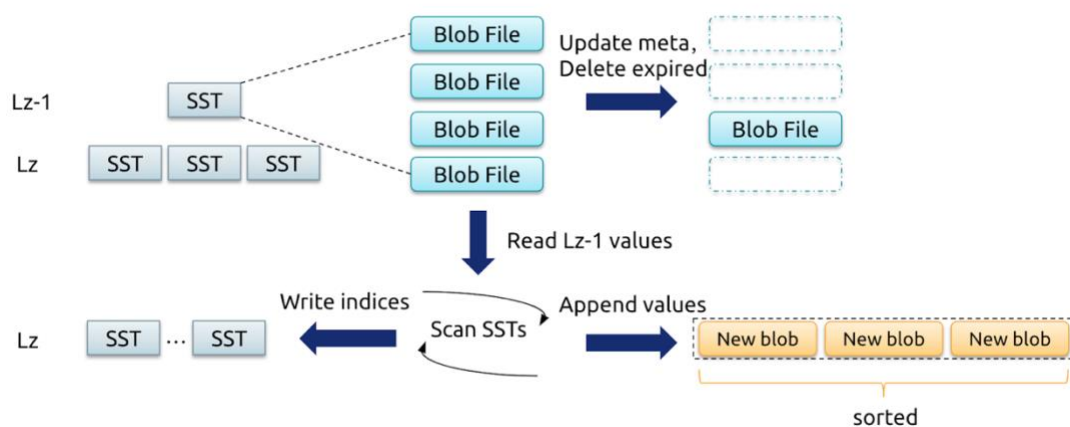 Blob File
Update meta,
Delete expired
Blob File
Lz-1
SST
Blob File
Blob File
Lz
SST
SST
SST
Blob File
Read Lz-1 values
Write indices
Append values
Lz
SST
...
SST
Scan SSTs
New blob
New blob
New blob
sorted